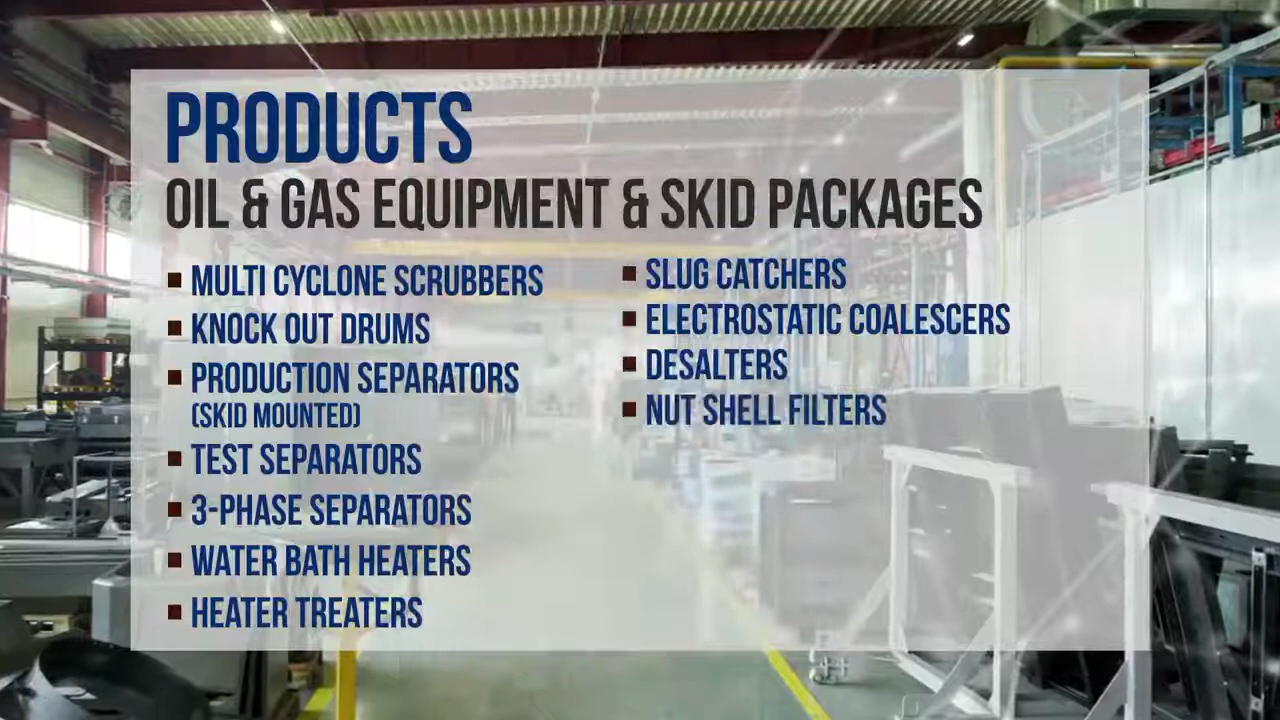 PRODUCTS
OIL & GAS EQUIPMENT & SKID PACKAGES
▪ MULTI CYCLONE SCRUBBERS
▪ KNOCK OUT DRUMS
▪ PRODUCTION SEPARATORS
(SKID MOUNTED)
▪ TEST SEPARATORS
▪ 3-PHASE SEPARATORS
▪ WATER BATH HEATERS
▪ HEATER TREATERS
▪ SLUG CATCHERS
▪ ELECTROSTATIC COALESCERS
▪ DESALTERS
▪ NUT SHELL FILTERS